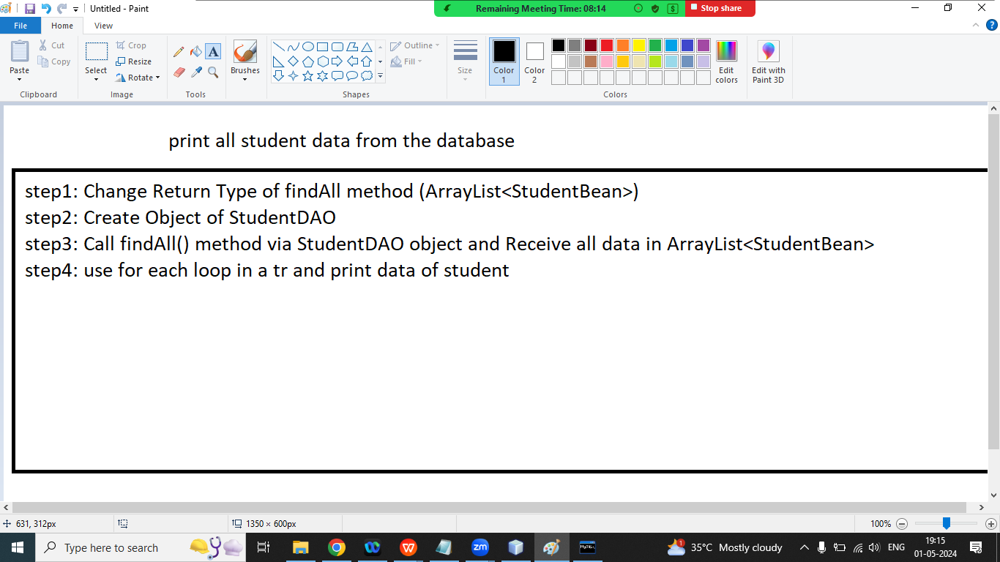 Untitled - Paint
Remaining Meeting Time: 08:14
Stop share
File
Home
View
Paste
Cut
Copy
Clipboard
Select
Crop
Resize
Rotate
Image
A
Tools
Brushes
Shapes
Outline
Fill
Size
Color 1
Color 2
Edit colors
Colors
Edit with Paint 3D
print all student data from the database
step1: Change Return Type of findAll method (ArrayList<StudentBean>)
step2: Create Object of StudentDAO
step3: Call findAll() method via StudentDAO object and Receive all data in ArrayList<StudentBean>
step4: use for each loop in a tr and print data of student
631, 312px
1350 × 600px
100%
Type here to search
zm
MySQL
1
35°C Mostly cloudy
ENG
19:15
01-05-2024